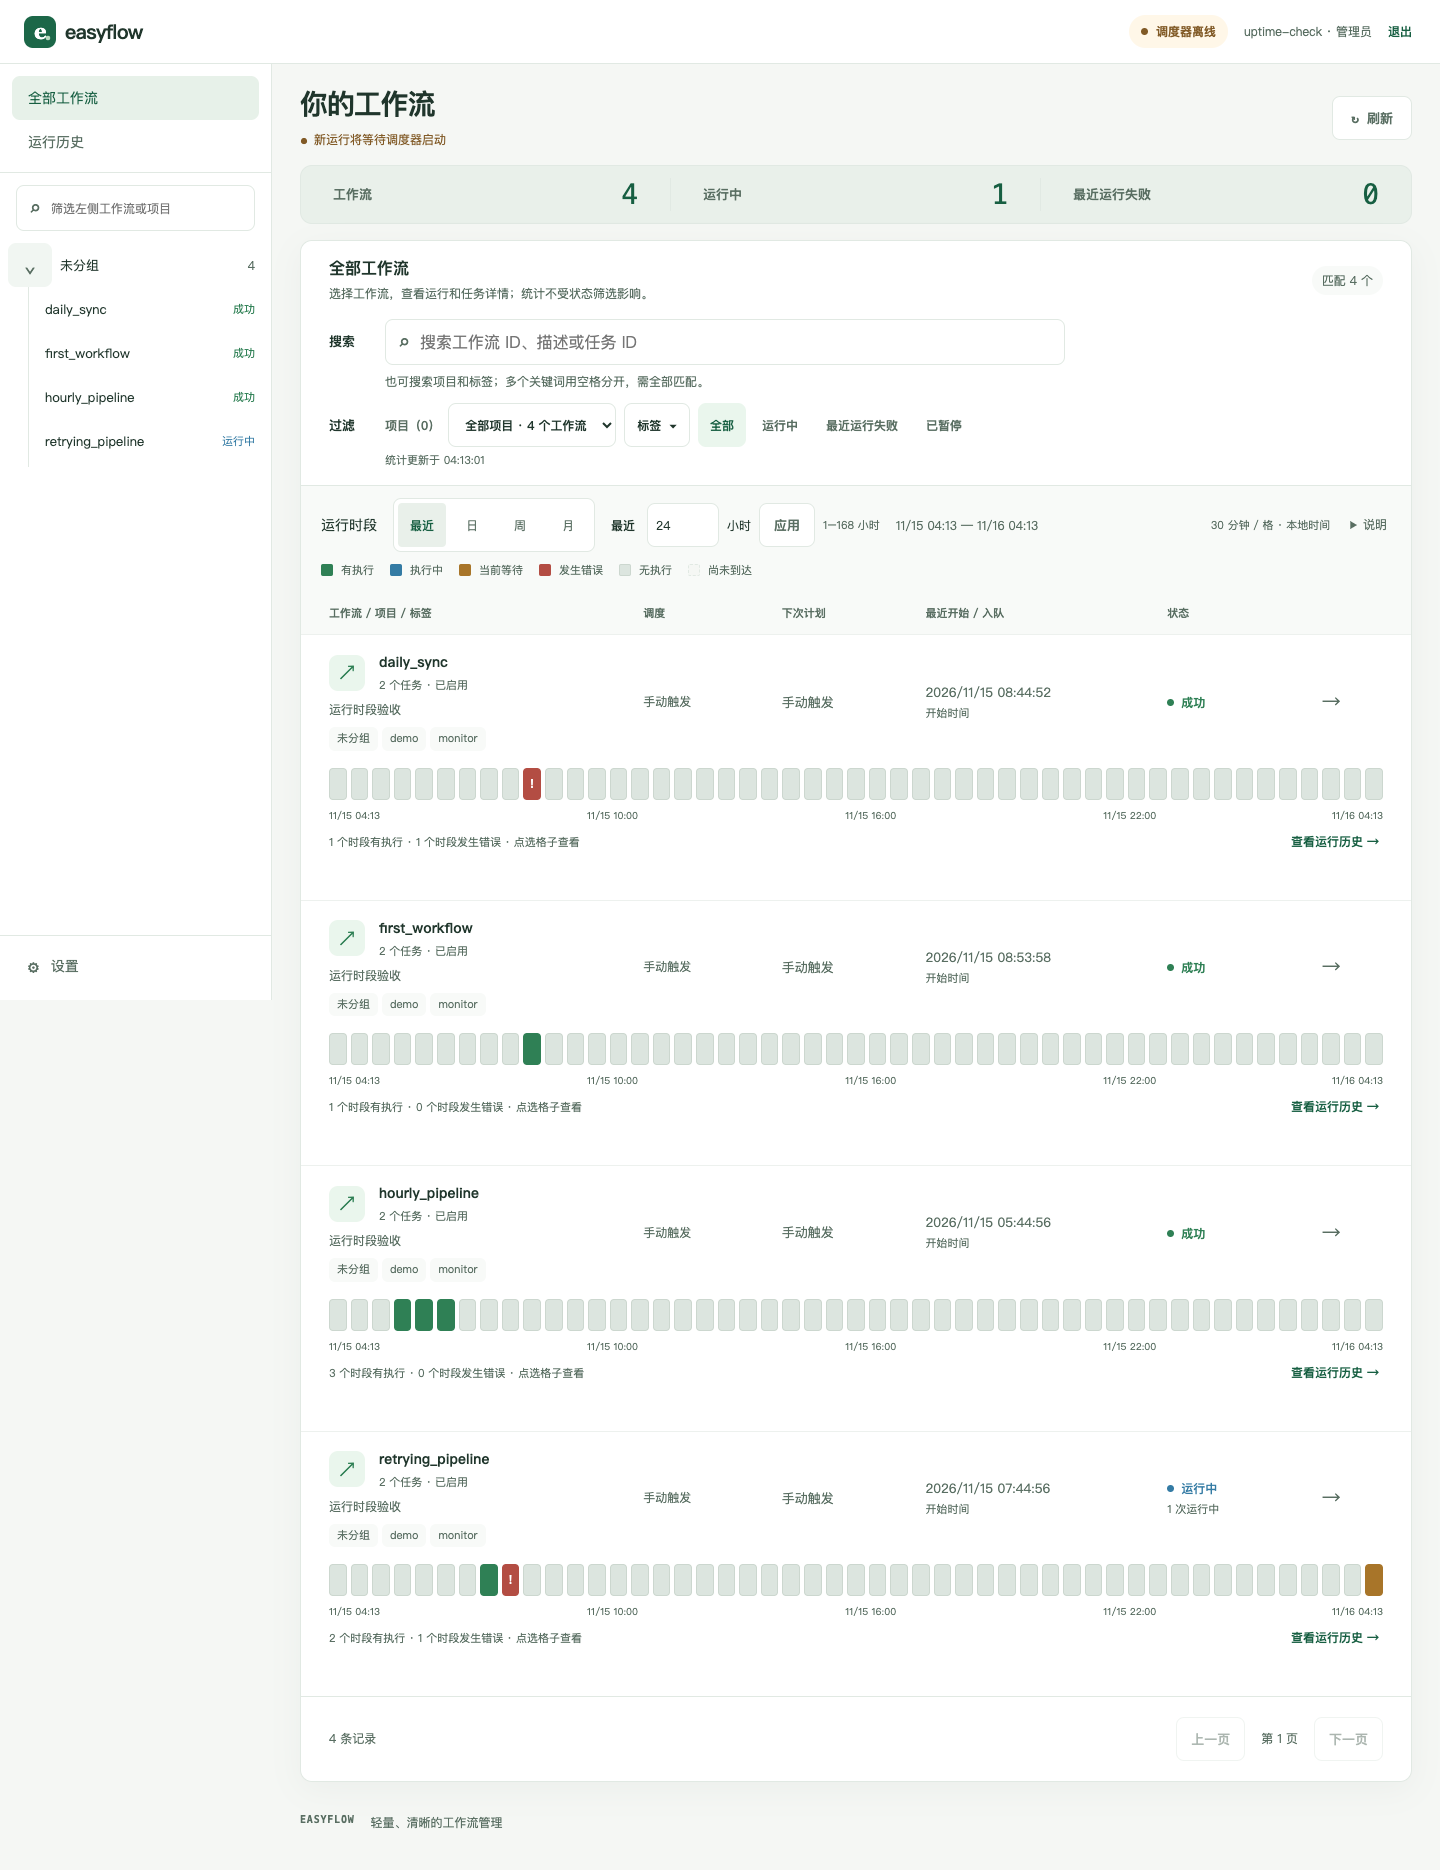 e. easyflow
调度器离线 uptime-check · 管理员 退出
全部工作流
运行历史
筛选左侧工作流或项目
未分组 4
daily_sync 成功
first_workflow 成功
hourly_pipeline 成功
retrying_pipeline 运行中
设置
你的工作流
新运行将等待调度器启动
↻ 刷新
工作流 4 运行中 1 最近运行失败 0
全部工作流
选择工作流，查看运行和任务详情；统计不受状态筛选影响。
匹配 4 个
搜索 搜索工作流 ID、描述或任务 ID
也可搜索项目和标签；多个关键词用空格分开，需全部匹配。
过滤 项目（0） 全部项目 · 4 个工作流 标签 全部 运行中 最近运行失败 已暂停
统计更新于 04:13:01
运行时段 最近 日 周 月 最近 24 小时 应用 1—168 小时 11/15 04:13 — 11/16 04:13 30 分钟 / 格 · 本地时间 ▶ 说明
有执行 执行中 当前等待 发生错误 无执行 尚未到达
工作流 / 项目 / 标签 调度 下次计划 最近开始 / 入队 状态
daily_sync
2 个任务 · 已启用
运行时段验收
未分组 demo monitor
手动触发 手动触发 2026/11/15 08:44:52
开始时间
成功 →
!
11/15 04:13 11/15 10:00 11/15 16:00 11/15 22:00 11/16 04:13
1 个时段有执行 · 1 个时段发生错误 · 点选格子查看 查看运行历史 →
first_workflow
2 个任务 · 已启用
运行时段验收
未分组 demo monitor
手动触发 手动触发 2026/11/15 08:53:58
开始时间
成功 →
11/15 04:13 11/15 10:00 11/15 16:00 11/15 22:00 11/16 04:13
1 个时段有执行 · 0 个时段发生错误 · 点选格子查看 查看运行历史 →
hourly_pipeline
2 个任务 · 已启用
运行时段验收
未分组 demo monitor
手动触发 手动触发 2026/11/15 05:44:56
开始时间
成功 →
11/15 04:13 11/15 10:00 11/15 16:00 11/15 22:00 11/16 04:13
3 个时段有执行 · 0 个时段发生错误 · 点选格子查看 查看运行历史 →
retrying_pipeline
2 个任务 · 已启用
运行时段验收
未分组 demo monitor
手动触发 手动触发 2026/11/15 07:44:56
开始时间
运行中
1 次运行中 →
!
11/15 04:13 11/15 10:00 11/15 16:00 11/15 22:00 11/16 04:13
2 个时段有执行 · 1 个时段发生错误 · 点选格子查看 查看运行历史 →
4 条记录 上一页 第 1 页 下一页
EASYFLOW 轻量、清晰的工作流管理